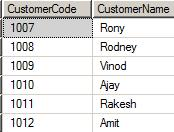 CustomerCode CustomerName
1007 Rony
1008 Rodney
1009 Vinod
1010 Ajay
1011 Rakesh
1012 Amit